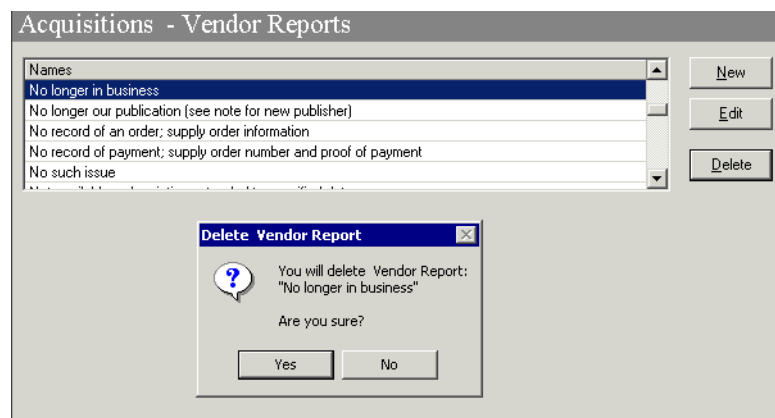 Acquisitions - Vendor Reports
Names
No longer in business
No longer our publication (see note for new publisher)
No record of an order; supply order information
No record of payment; supply order number and proof of payment
No such issue
New
Edit
Delete
Delete Vendor Report
You will delete Vendor Report:
"No longer in business"
Are you sure?
Yes
No